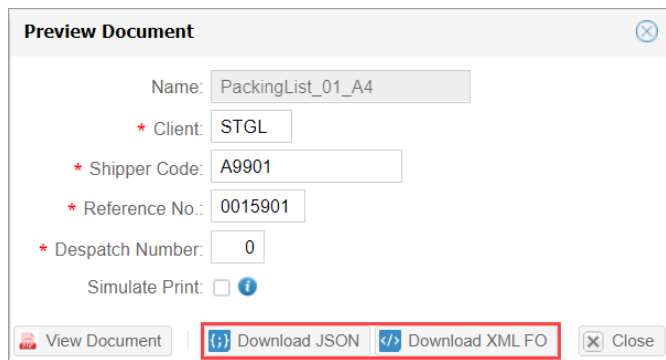 Preview Document
Name: PackingList_01_A4
* Client: STGL
* Shipper Code: A9901
* Reference No.: 0015901
* Despatch Number: 0
Simulate Print:
View Document Download JSON Download XML FO Close